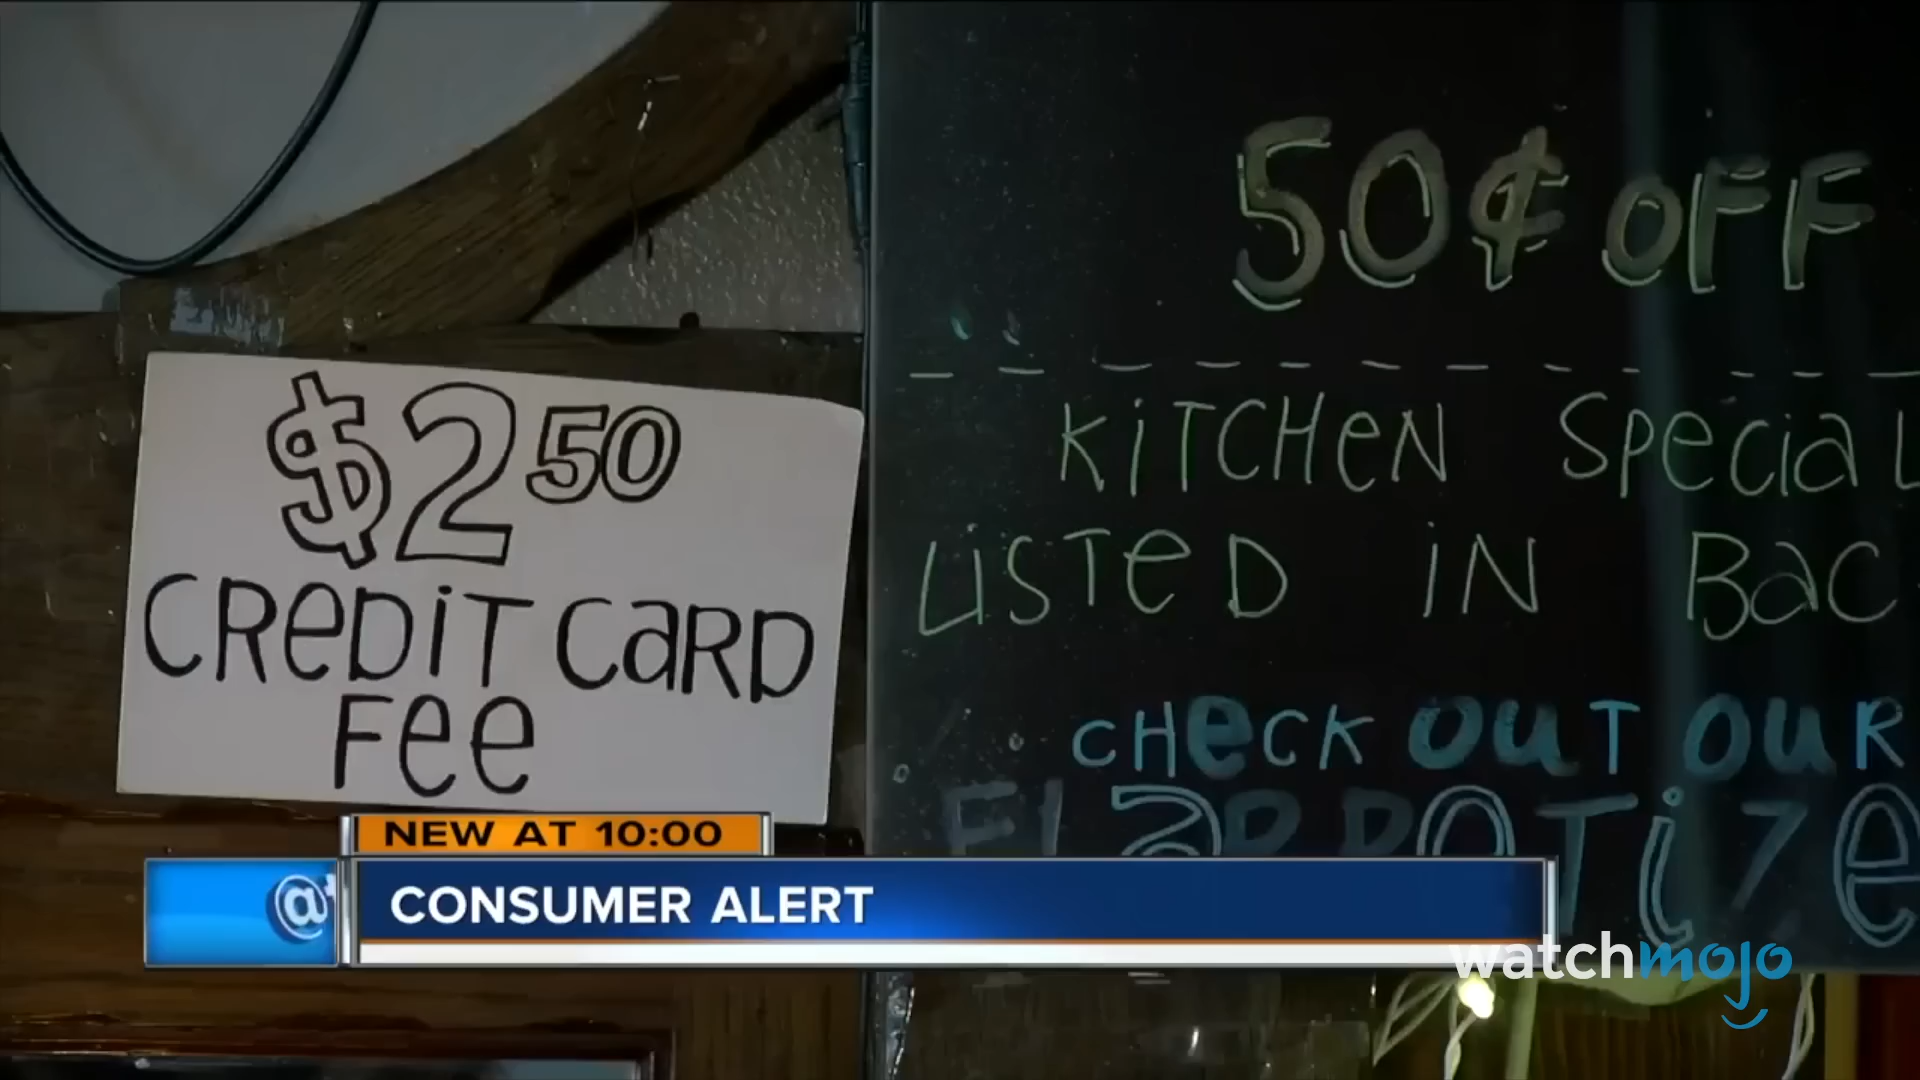 $2 50
CReDiT CaRD
Fee
50¢ OFF
KiTCHeN SPeciaL
LiSTeD iN BaC
CHeCK OuT OuR
NEW AT 10:00
@
CONSUMER ALERT
watchmojo